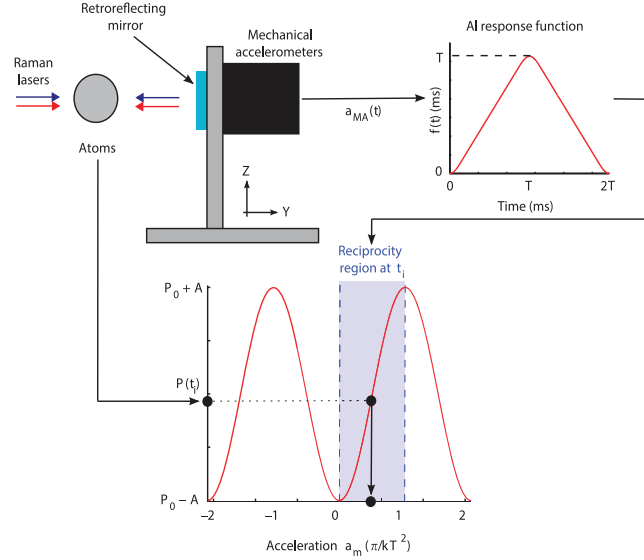 Retroreflecting
mirror
Mechanical
accelerometers
AI response function
Raman
lasers
Atoms
a_MA(t)
Z
Y
T
f(t) (ms)
0
0 T 2T
Time (ms)
Reciprocity
region at t_i
P_0 + A
P(t_i)
P_0 – A
–2 –1 0 1 2
Acceleration a_m (π/kT^2)